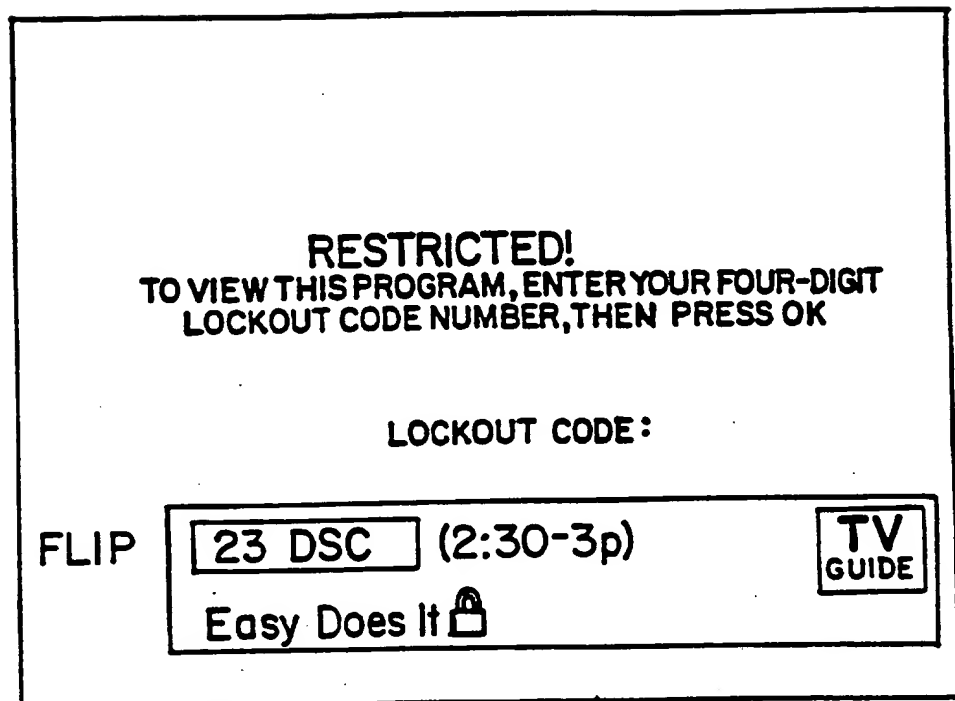 RESTRICTED!
TO VIEW THIS PROGRAM, ENTER YOUR FOUR-DIGIT
LOCKOUT CODE NUMBER, THEN PRESS OK
LOCKOUT CODE:
FLIP
23 DSC (2:30-3p)
TV
GUIDE
Easy Does It